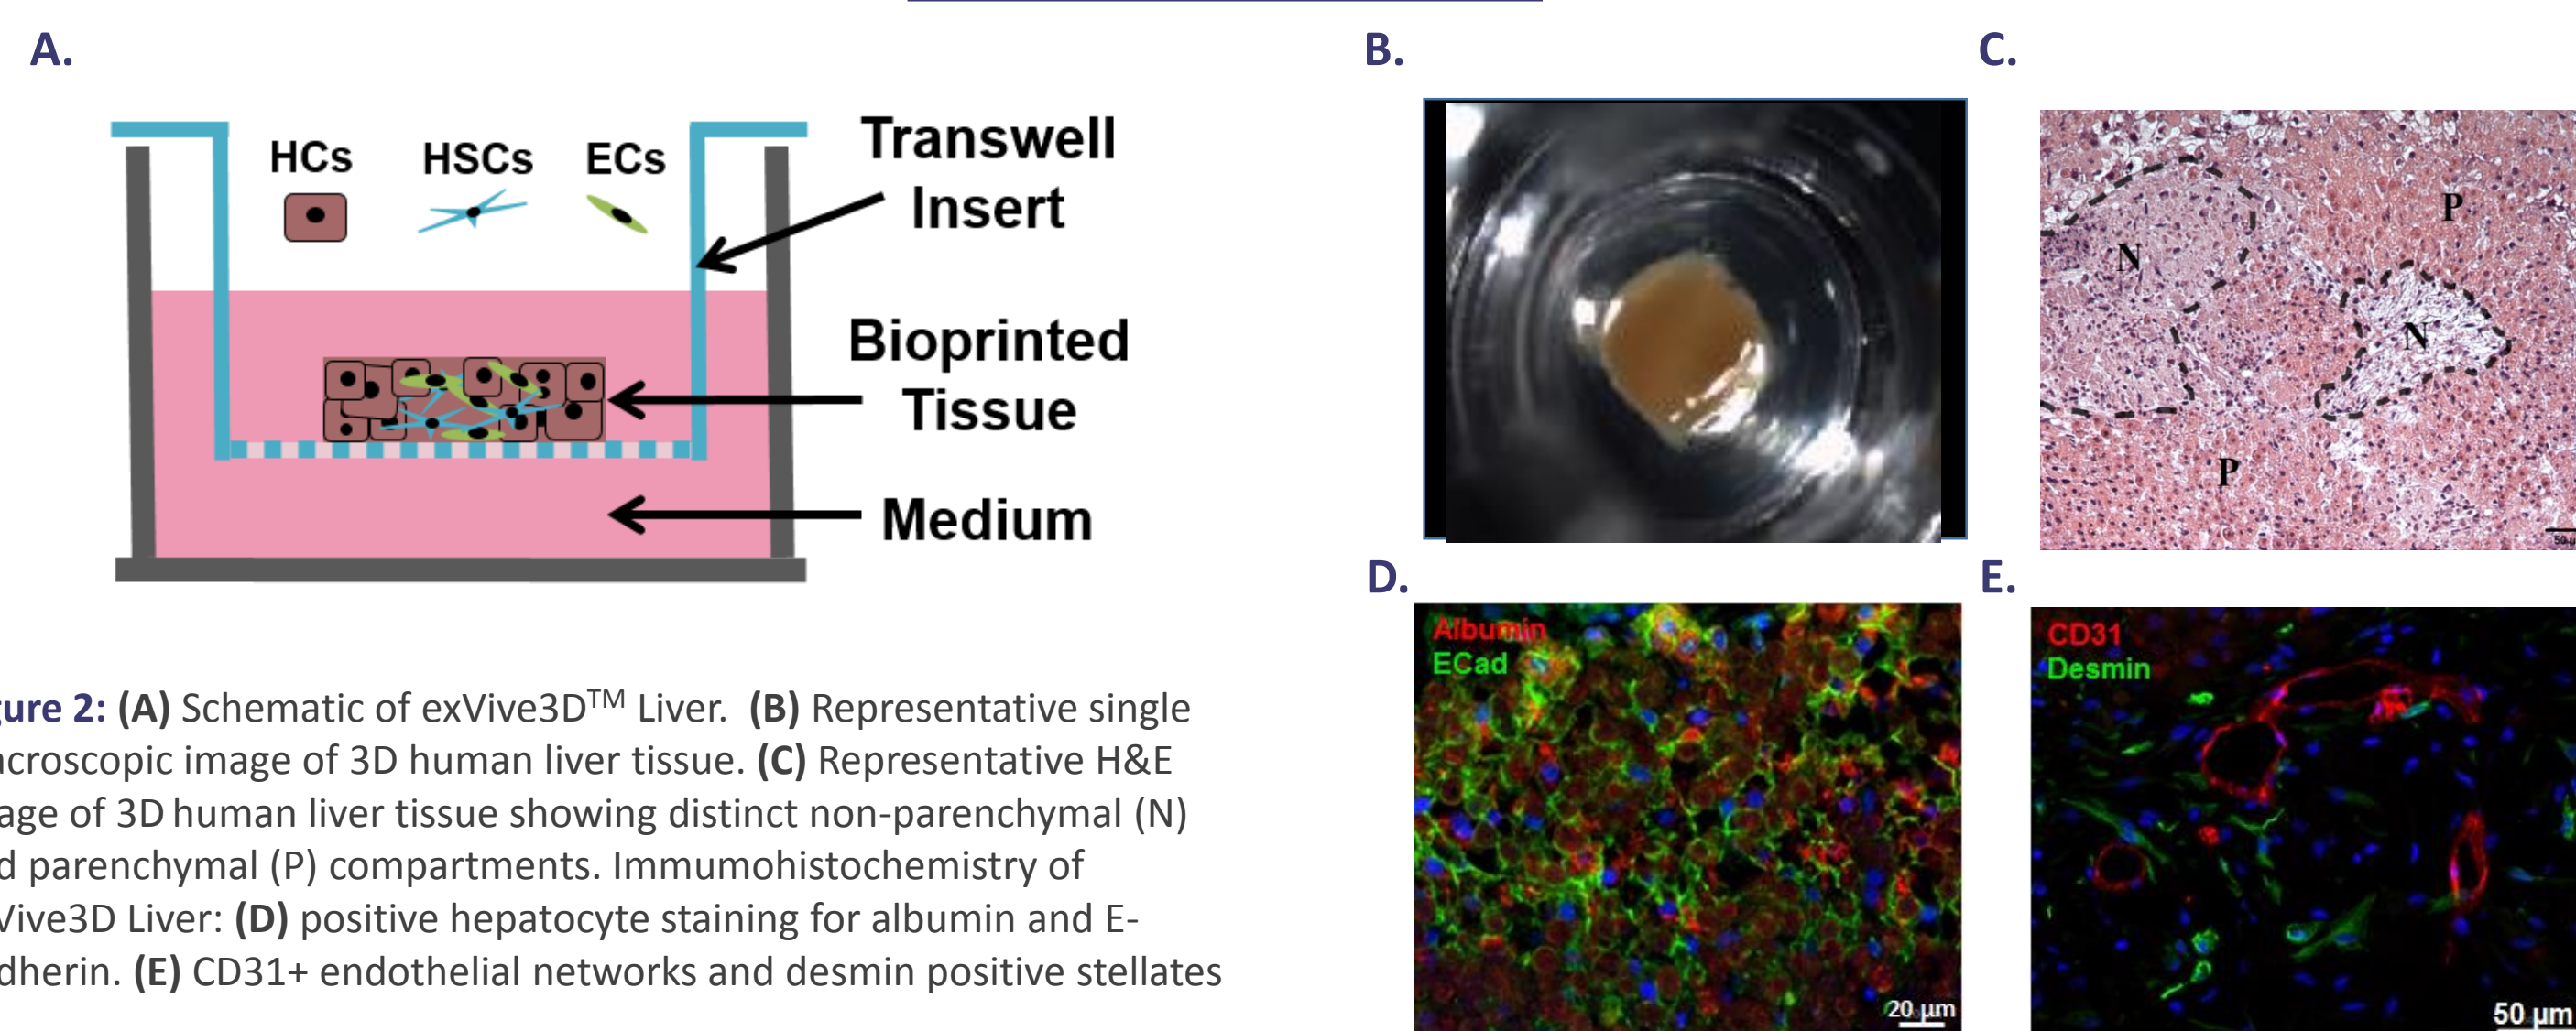 A.
HCs
HSCs
ECs
Transwell
Insert
Bioprinted
Tissue
Medium
B.
C.
P
N
N
P
50 µ
D.
Albumin
ECad
20 µm
E.
CD31
Desmin
50 µm
gure 2: (A) Schematic of exVive3D™ Liver. (B) Representative single
acroscopic image of 3D human liver tissue. (C) Representative H&E
age of 3D human liver tissue showing distinct non-parenchymal (N)
d parenchymal (P) compartments. Immumohistochemistry of
Vive3D Liver: (D) positive hepatocyte staining for albumin and E-
dherin. (E) CD31+ endothelial networks and desmin positive stellates